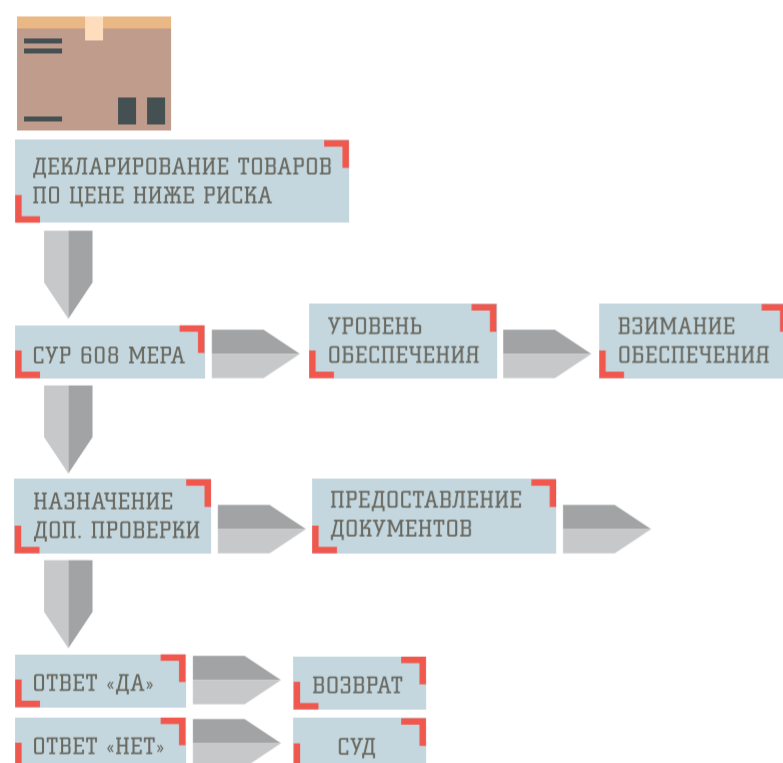 ДЕКЛАРИРОВАНИЕ ТОВАРОВ
ПО ЦЕНЕ НИЖЕ РИСКА
СУР 608 МЕРА
УРОВЕНЬ
ОБЕСПЕЧЕНИЯ
ВЗИМАНИЕ
ОБЕСПЕЧЕНИЯ
НАЗНАЧЕНИЕ
ДОП. ПРОВЕРКИ
ПРЕДОСТАВЛЕНИЕ
ДОКУМЕНТОВ
ОТВЕТ «ДА»
ВОЗВРАТ
ОТВЕТ «НЕТ»
СУД